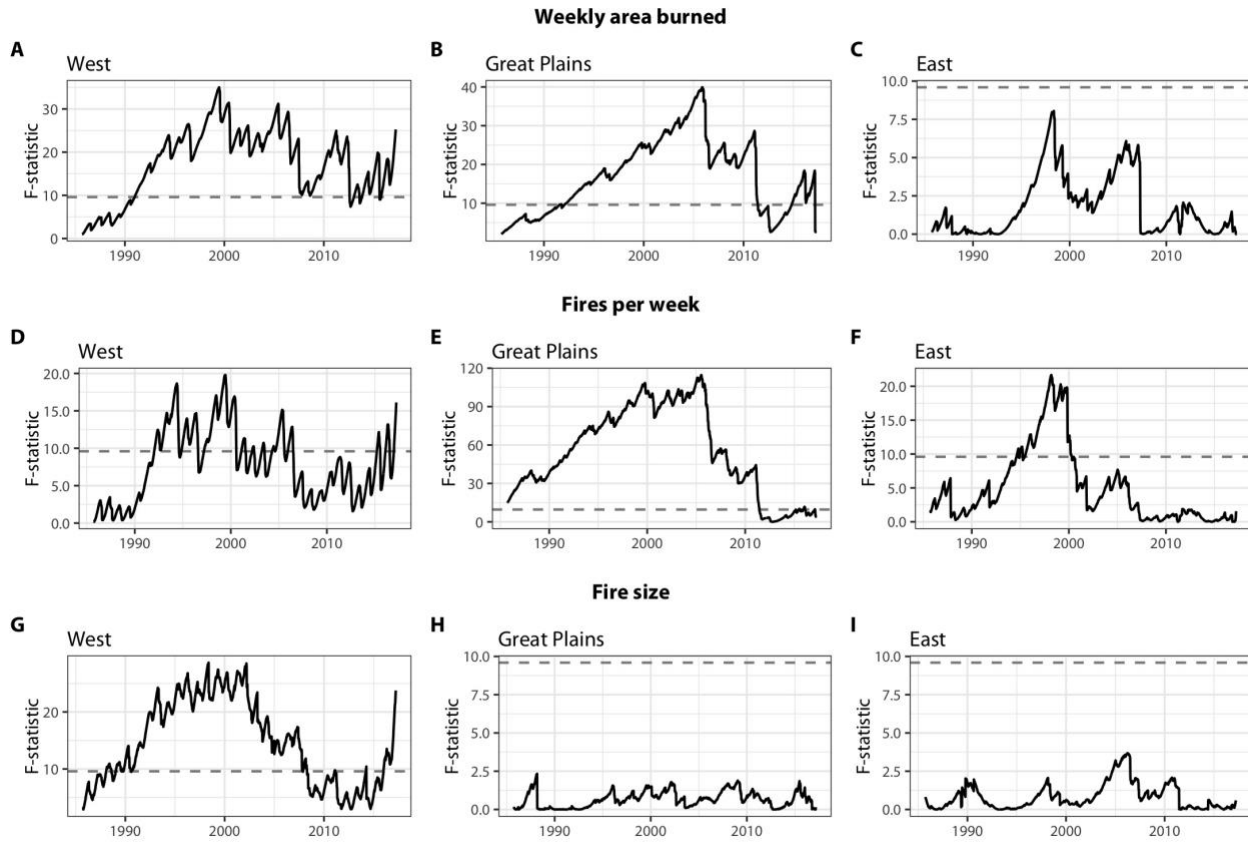 Weekly area burned
A
West
F-statistic
30
20
10
0
1990
2000
2010
B
Great Plains
F-statistic
40
30
20
10
1990
2000
2010
C
East
F-statistic
10.0
7.5
5.0
2.5
0.0
1990
2000
2010
Fires per week
D
West
F-statistic
20.0
15.0
10.0
5.0
0.0
1990
2000
2010
E
Great Plains
F-statistic
120
90
60
30
0
1990
2000
2010
F
East
F-statistic
20.0
15.0
10.0
5.0
0.0
1990
2000
2010
Fire size
G
West
F-statistic
20
10
1990
2000
2010
H
Great Plains
F-statistic
10.0
7.5
5.0
2.5
0.0
1990
2000
2010
I
East
F-statistic
10.0
7.5
5.0
2.5
0.0
1990
2000
2010